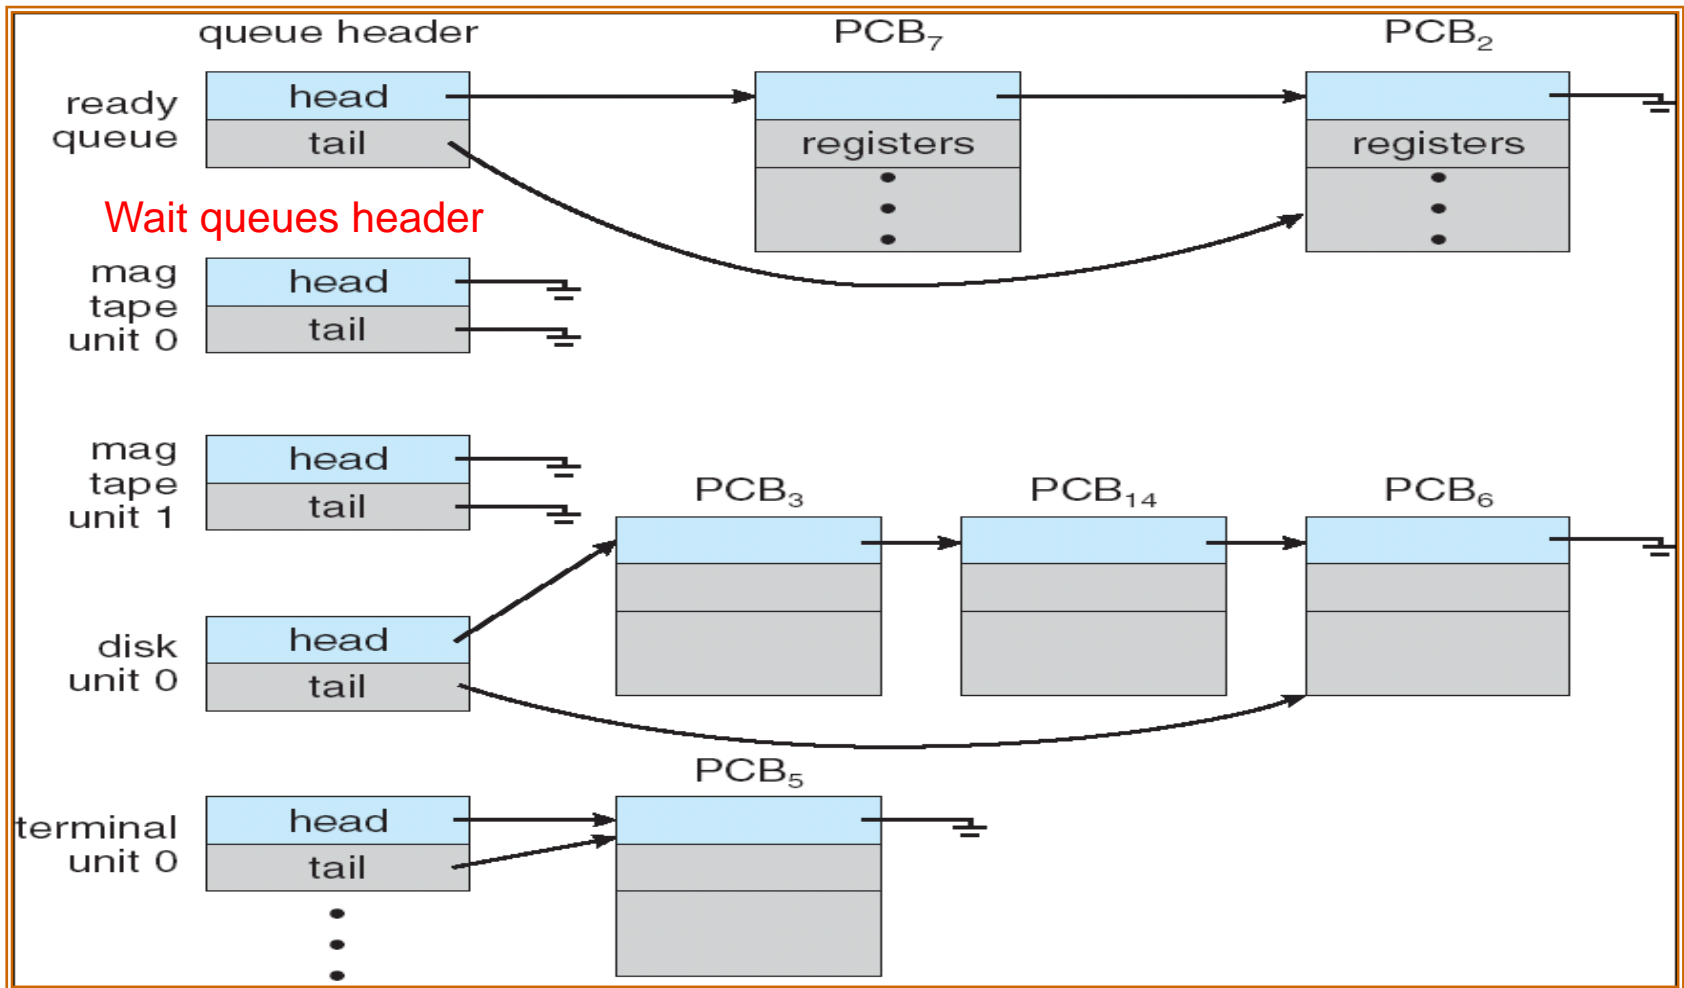 queue header
PCB₇
PCB₂
ready
queue
head
tail
registers
registers
Wait queues header
mag
tape
unit 0
head
tail
mag
tape
unit 1
head
tail
PCB₃
PCB₁₄
PCB₆
disk
unit 0
head
tail
PCB₅
terminal
unit 0
head
tail